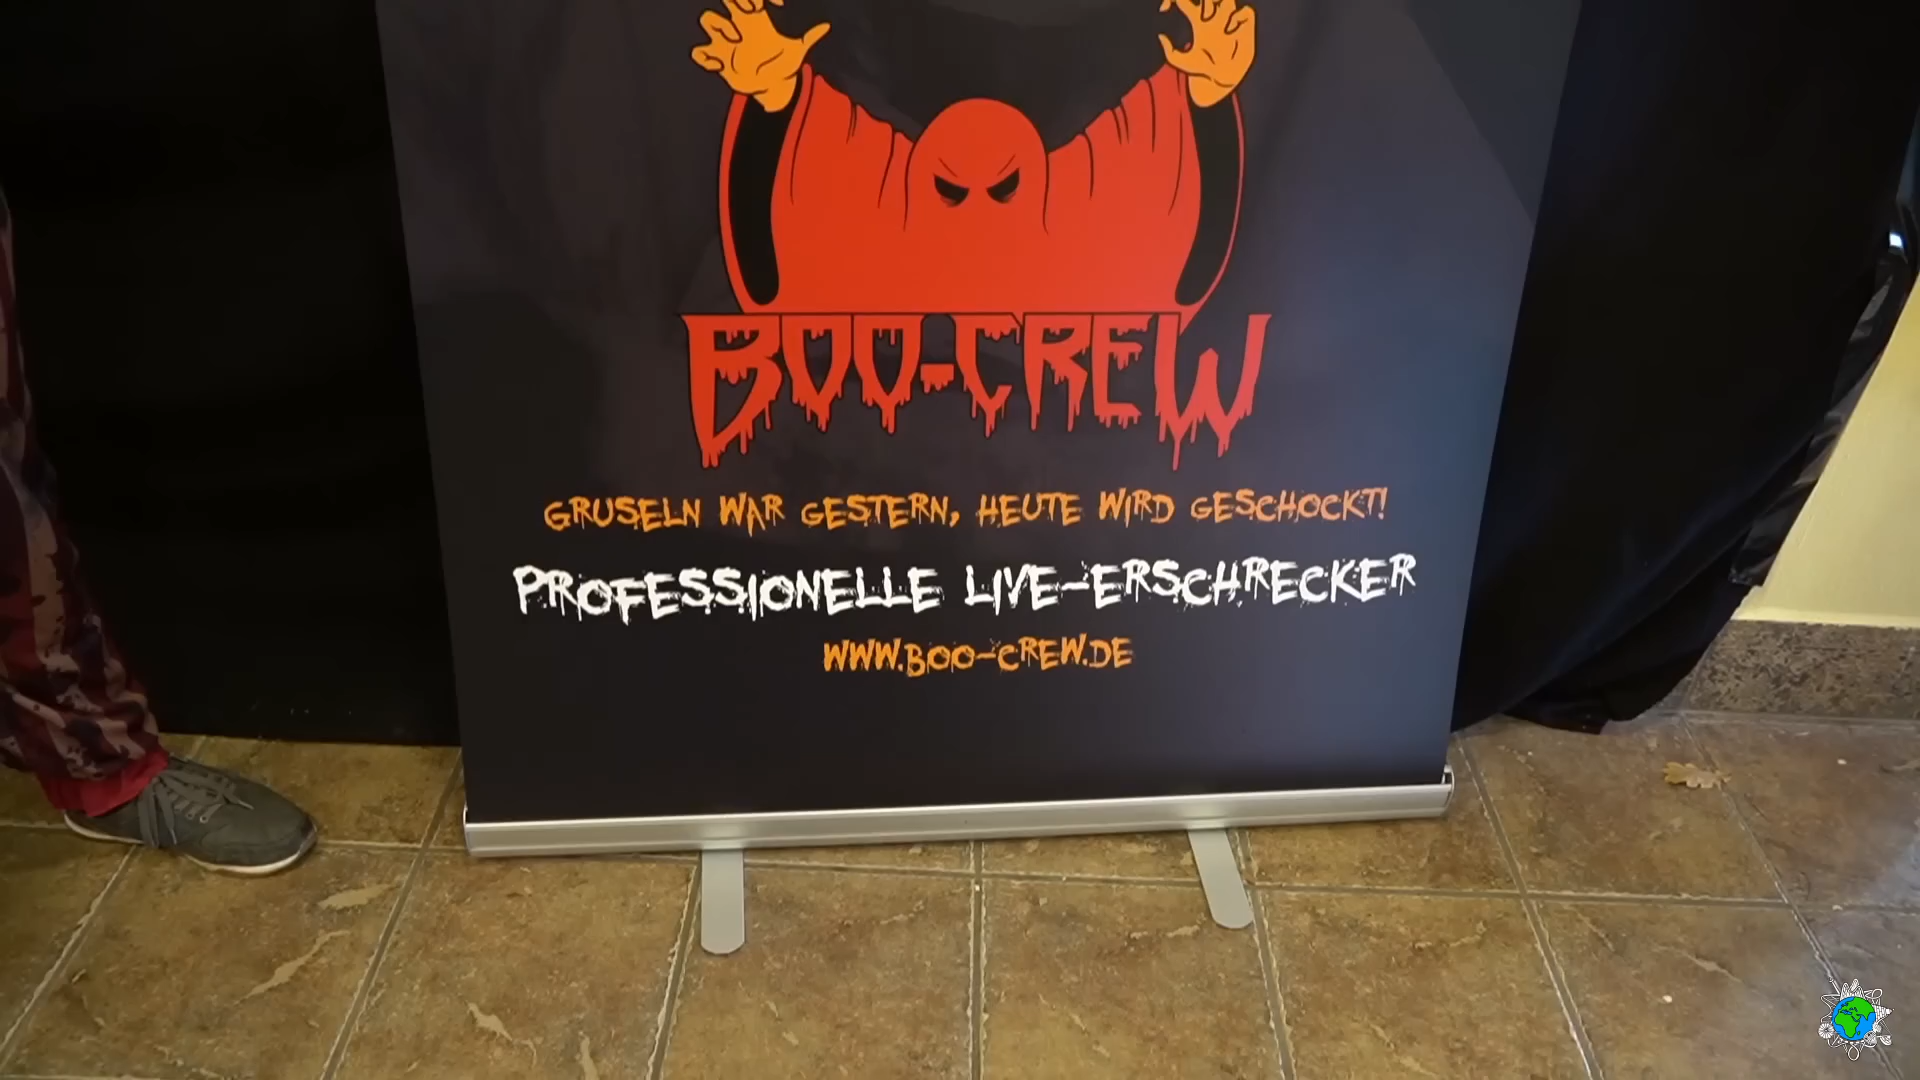 BOO-CREW
GRUSELN WAR GESTERN, HEUTE WIRD GESCHOCKT!
PROFESSIONELLE LIVE-ERSCHRECKER
WWW.BOO-CREW.DE